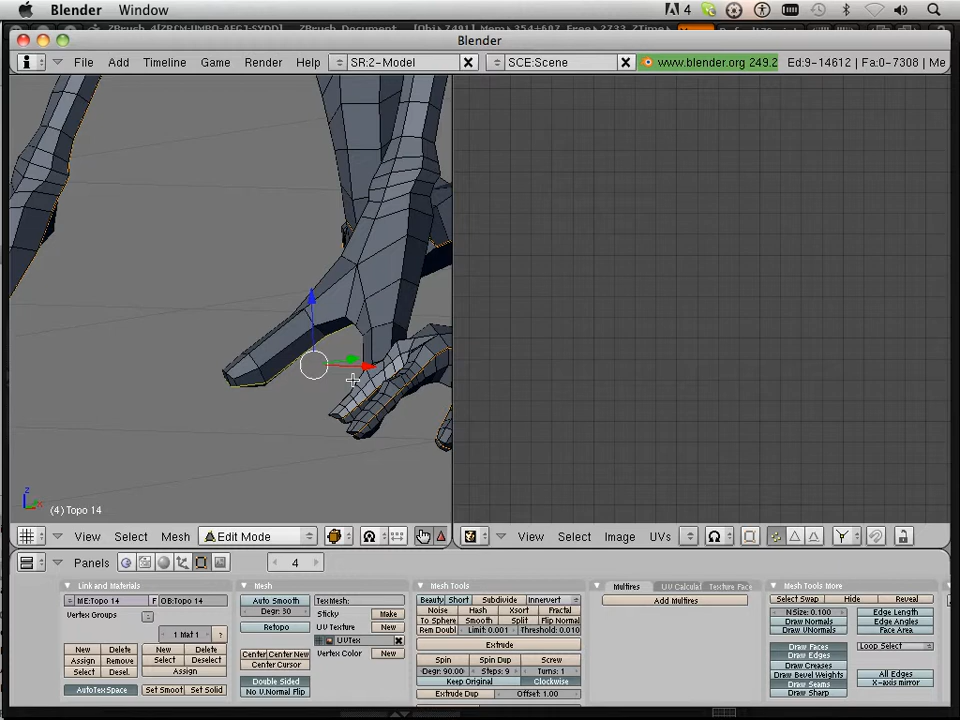 Blender Window
Blender
File Add Timeline Game Render Help SR:2-Model SCE:Scene www.blender.org 249.2 Ed:9-14612 | Fa:0-7308 | Me
z
(4) Topo 14
View Select Mesh Edit Mode View Select Image UVs
Panels 4
Link and Materials Mesh Mesh Tools Multires UV Calculat Texture Face Mesh Tools More
ME:Topo 14 F OB:Topo 14 Auto Smooth TexMesh: Beauty Short Subdivide Innervert Add Multires Select Swap Hide Reveal
Vertex Groups Degr: 30 Sticky Make Noise Hash Xsort Fractal NSize: 0.100 Edge Length
1 Mat 1 ? Retopo UV Texture New To Sphere Smooth Split Flip Normal Draw Normals Edge Angles
UVTex Rem Doubl Limit: 0.001 Threshold: 0.010 Draw VNormals Face Area
New Delete New Delete Center Center New Vertex Color New Extrude Draw Faces Loop Select
Assign Remove Select Deselect Center Cursor Spin Spin Dup Screw Draw Edges
Select Desel. Assign Degr: 90.00 Steps: 9 Turns: 1 Draw Creases All Edges
Double Sided Keep Original Clockwise Draw Bevel Weights X-axis mirror
AutoTexSpace Set Smoot Set Solid No V.Normal Flip Extrude Dup Offset: 1.00 Draw Seams
Draw Sharp